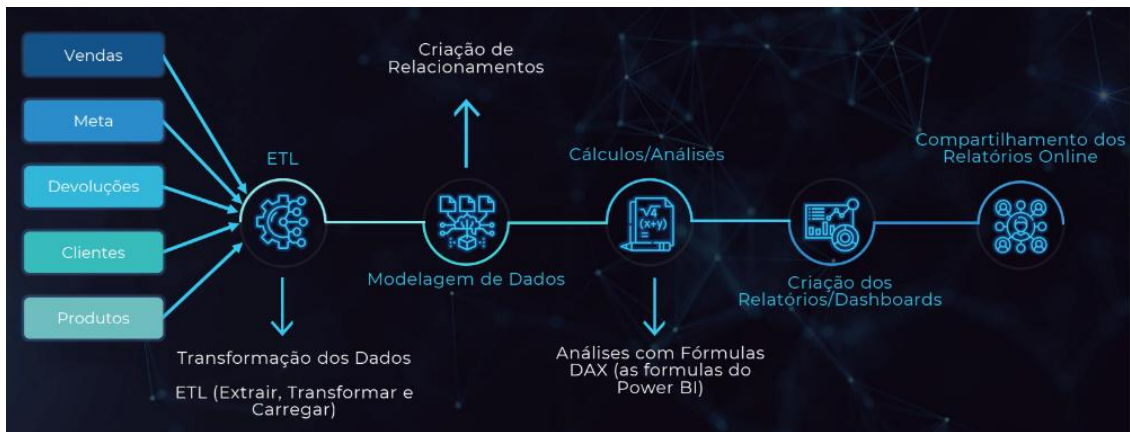 Vendas
Meta
Devoluções
Clientes
Produtos
ETL
Transformação dos Dados
ETL (Extrair, Transformar e
Carregar)
Criação de
Relacionamentos
Modelagem de Dados
Cálculos/Análises
√4
(x+y)
=
Análises com Fórmulas
DAX (as formulas do
Power BI)
Criação dos
Relatórios/Dashboards
Compartilhamento dos
Relatórios Online